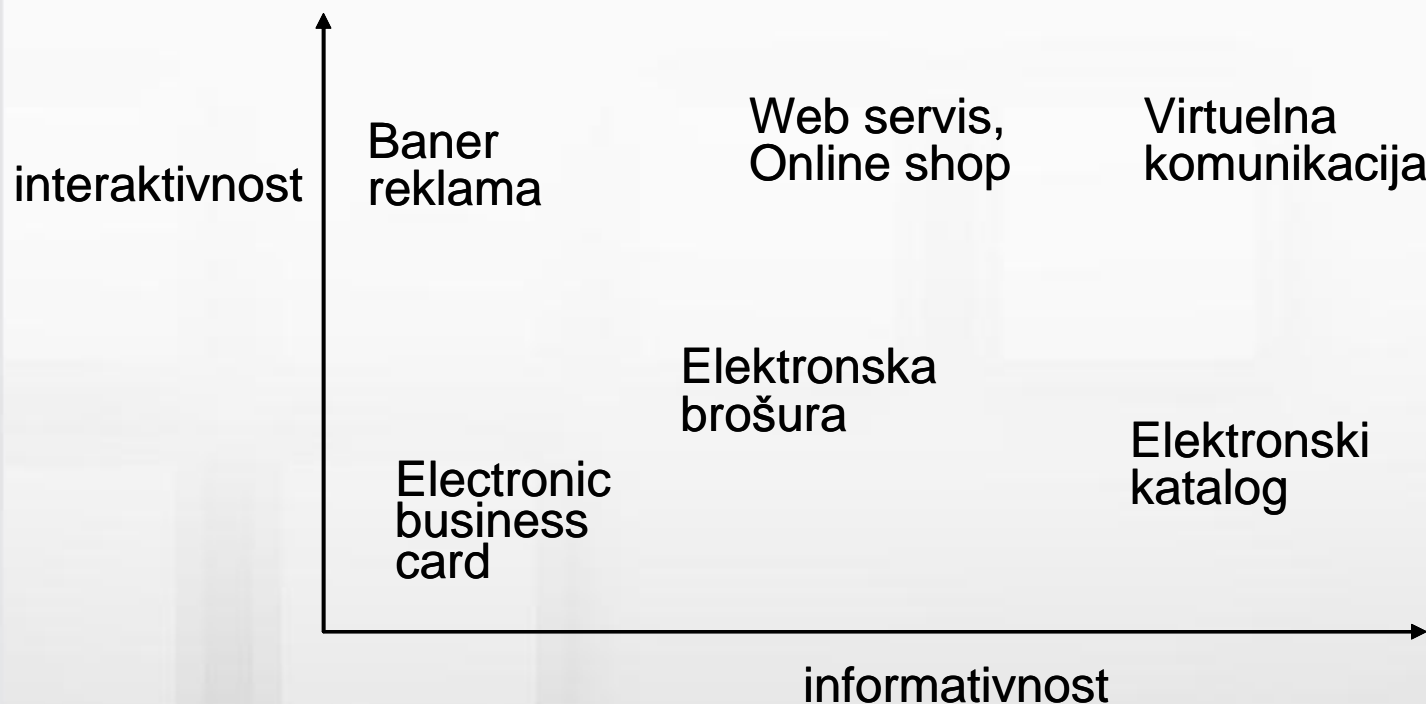 interaktivnost
Baner
reklama
Web servis,
Online shop
Virtuelna
komunikacija
Elektronska
brošura
Electronic
business
card
Elektronski
katalog
informativnost